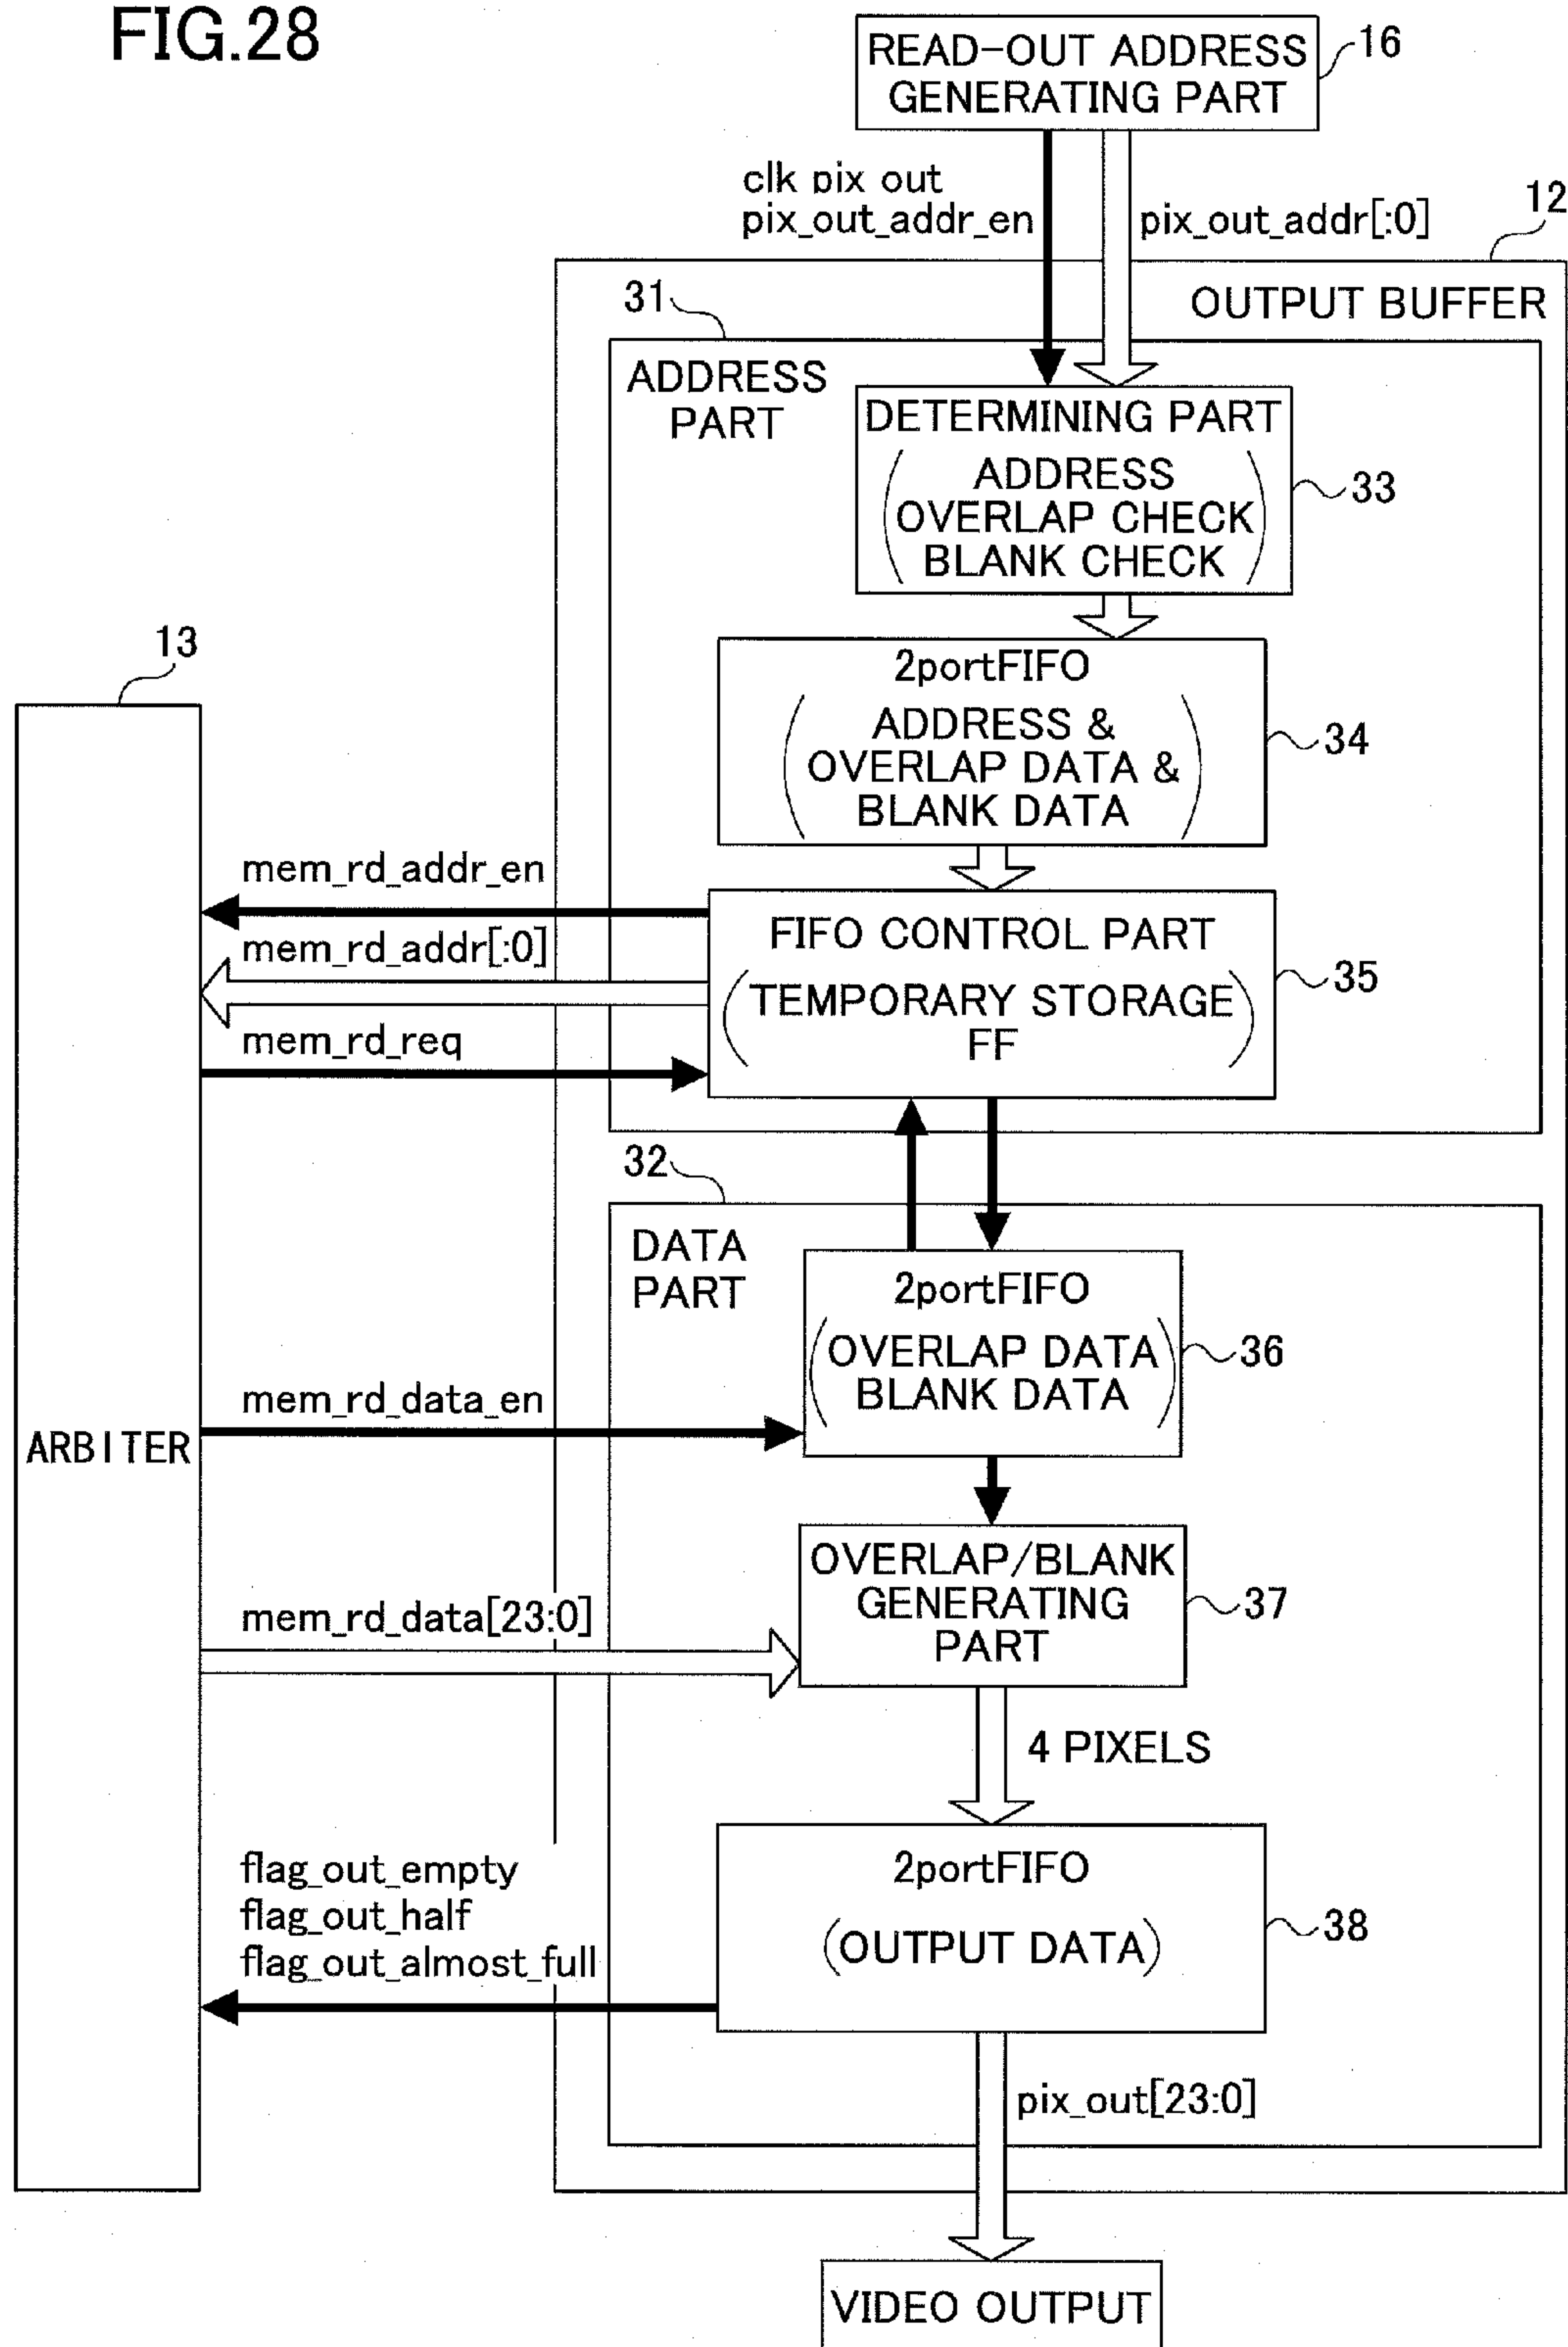 FIG.28
READ-OUT ADDRESS
GENERATING PART
16
clk pix out
pix_out_addr_en
pix_out_addr[:0]
12
OUTPUT BUFFER
31
ADDRESS
PART
DETERMINING PART
(ADDRESS
OVERLAP CHECK
BLANK CHECK)
33
2portFIFO
(ADDRESS &
OVERLAP DATA &
BLANK DATA)
34
13
ARBITER
mem_rd_addr_en
mem_rd_addr[:0]
mem_rd_req
FIFO CONTROL PART
(TEMPORARY STORAGE
FF)
35
32
DATA
PART
2portFIFO
(OVERLAP DATA
BLANK DATA)
36
mem_rd_data_en
OVERLAP/BLANK
GENERATING
PART
37
mem_rd_data[23:0]
4 PIXELS
flag_out_empty
flag_out_half
flag_out_almost_full
2portFIFO
(OUTPUT DATA)
38
pix_out[23:0]
VIDEO OUTPUT